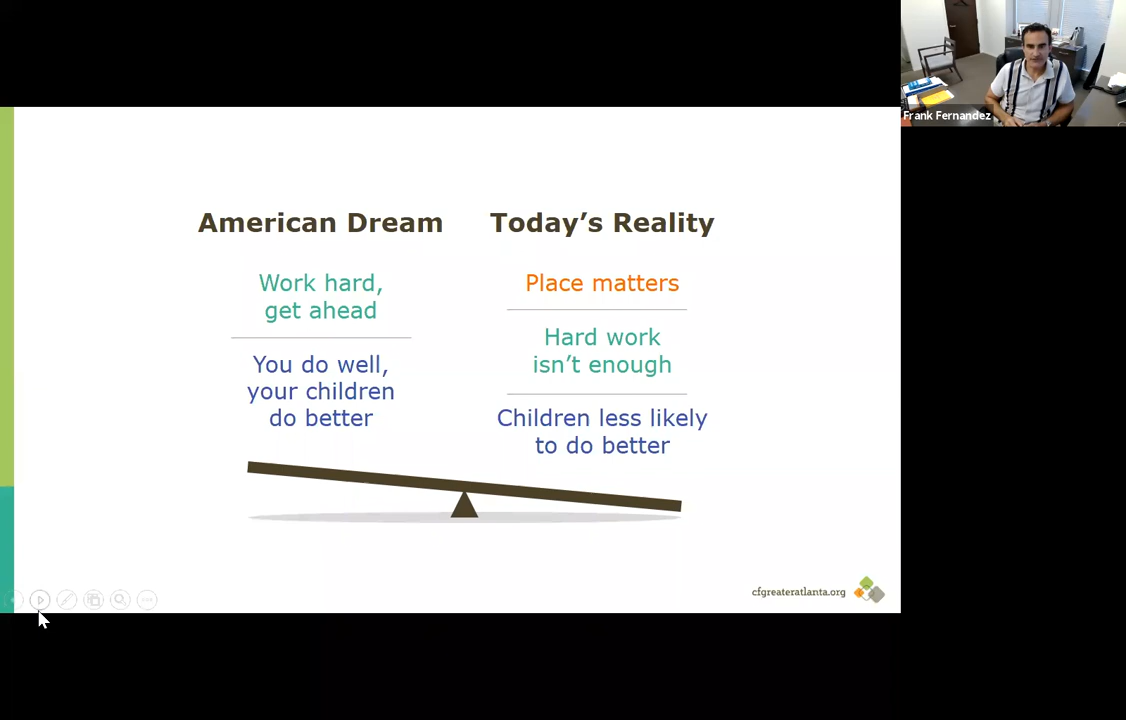 Frank Fernandez
American Dream
Work hard,
get ahead
You do well,
your children
do better
Today’s Reality
Place matters
Hard work
isn’t enough
Children less likely
to do better
cfgreateratlanta.org